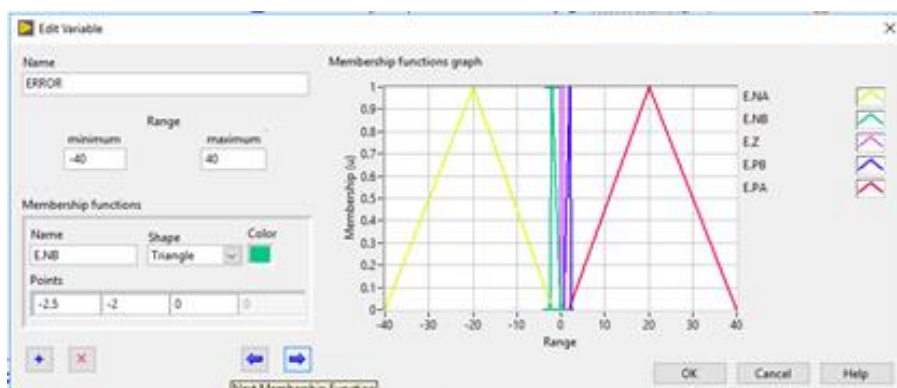 Edit Variable
Name
ERROR
Range
minimum
maximum
-40
40
Membership functions
Name
Shape
Color
E.NB
Triangle
Points
-2.5
-2
0
0
Membership functions graph
Membership (u)
1
0.9
0.8
0.7
0.6
0.5
0.4
0.3
0.2
0.1
0
-40
-30
-20
-10
0
10
20
30
40
Range
E.NA
E.NB
E.Z
E.PB
E.PA
OK
Cancel
Help
Next Membership function